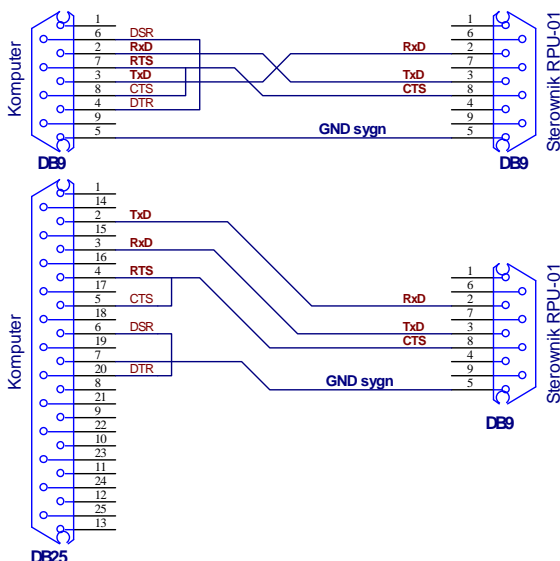 1 1
6 DSR 6
2 RxD RxD 2
7 RTS 7
3 TxD TxD 3
8 CTS CTS 8
4 DTR 4
9 9
5 GND sygn 5
Komputer
Sterownik RPU-01
DB9 DB9
1
14
2 TxD
15
3 RxD
16
4 RTS 1
17 6
5 CTS RxD 2
18 7
6 DSR TxD 3
19 CTS 8
7 4
20 DTR 9
8 GND sygn 5
21
9
22
10
23
11
24
12
25
13
Komputer
Sterownik RPU-01
DB9
DB25